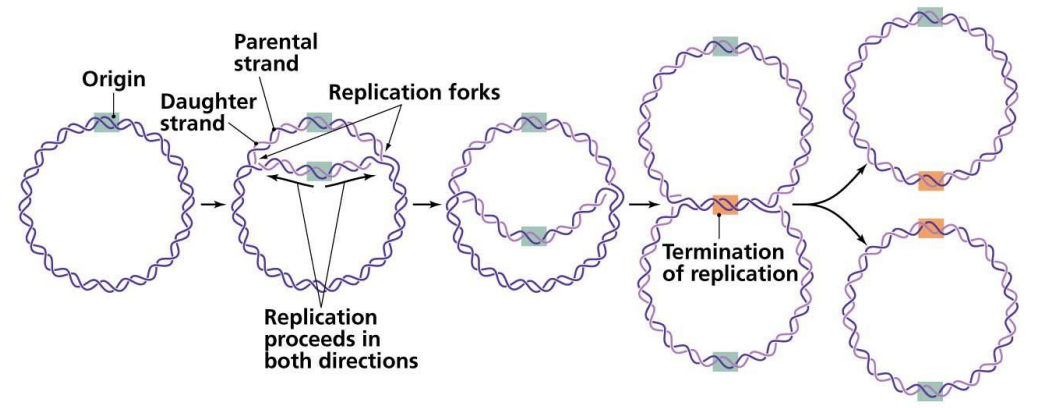 Origin
Parental
strand
Daughter
strand
Replication forks
Replication
proceeds in
both directions
Termination
of replication